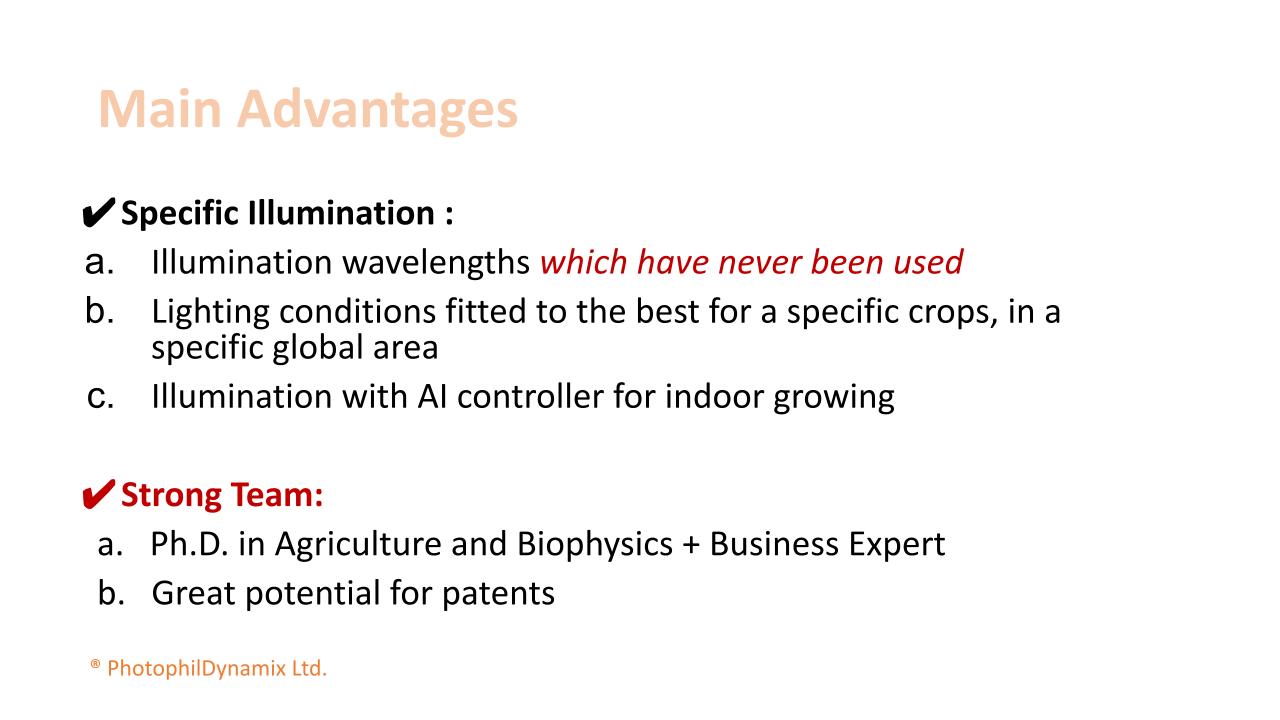 Main Advantages
✔Specific Illumination :
a. Illumination wavelengths which have never been used
b. Lighting conditions fitted to the best for a specific crops, in a
specific global area
c. Illumination with AI controller for indoor growing
✔Strong Team:
a. Ph.D. in Agriculture and Biophysics + Business Expert
b. Great potential for patents
® PhotophilDynamix Ltd.